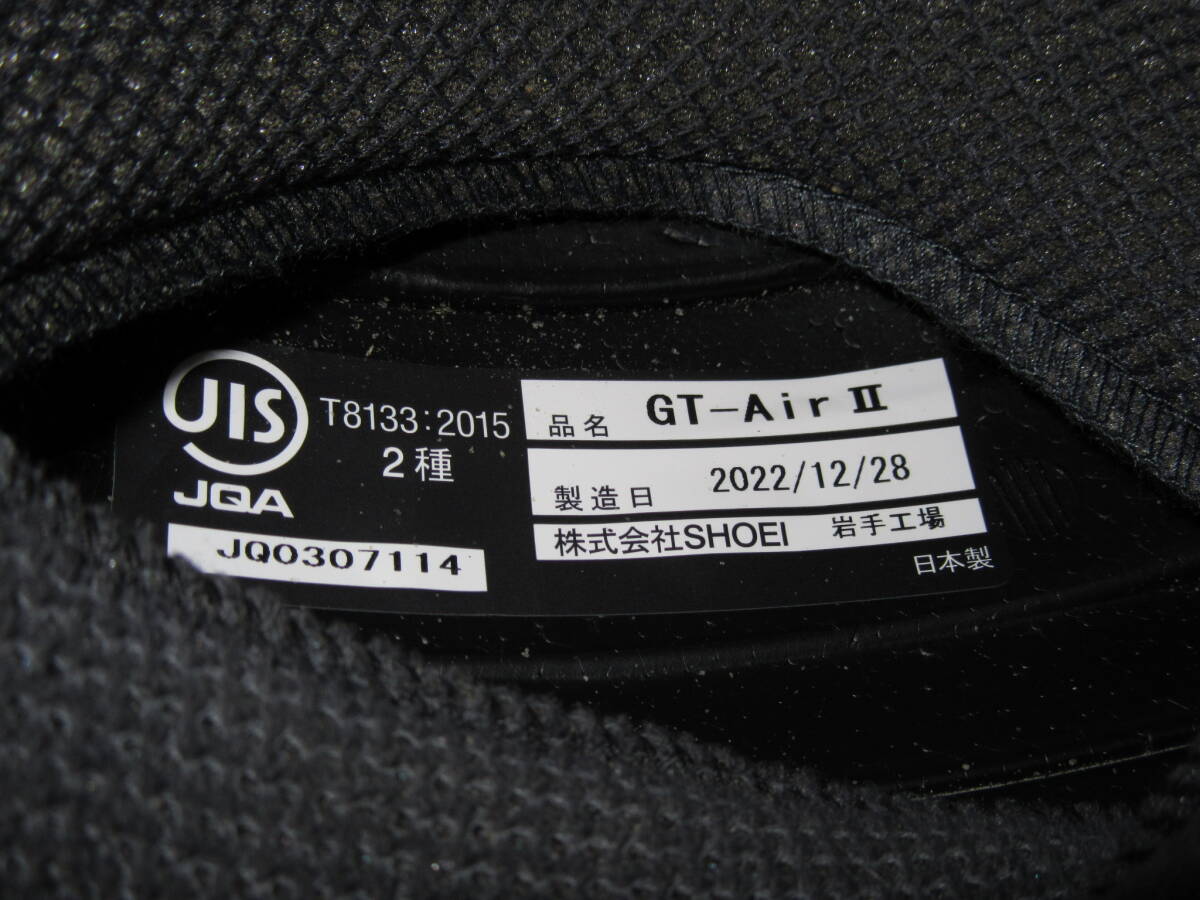 JIS
JQA
T8133:2015
2種
JQ0307114
品名 GT-Air II
製造日 2022/12/28
株式会社SHOEI 岩手工場
日本製